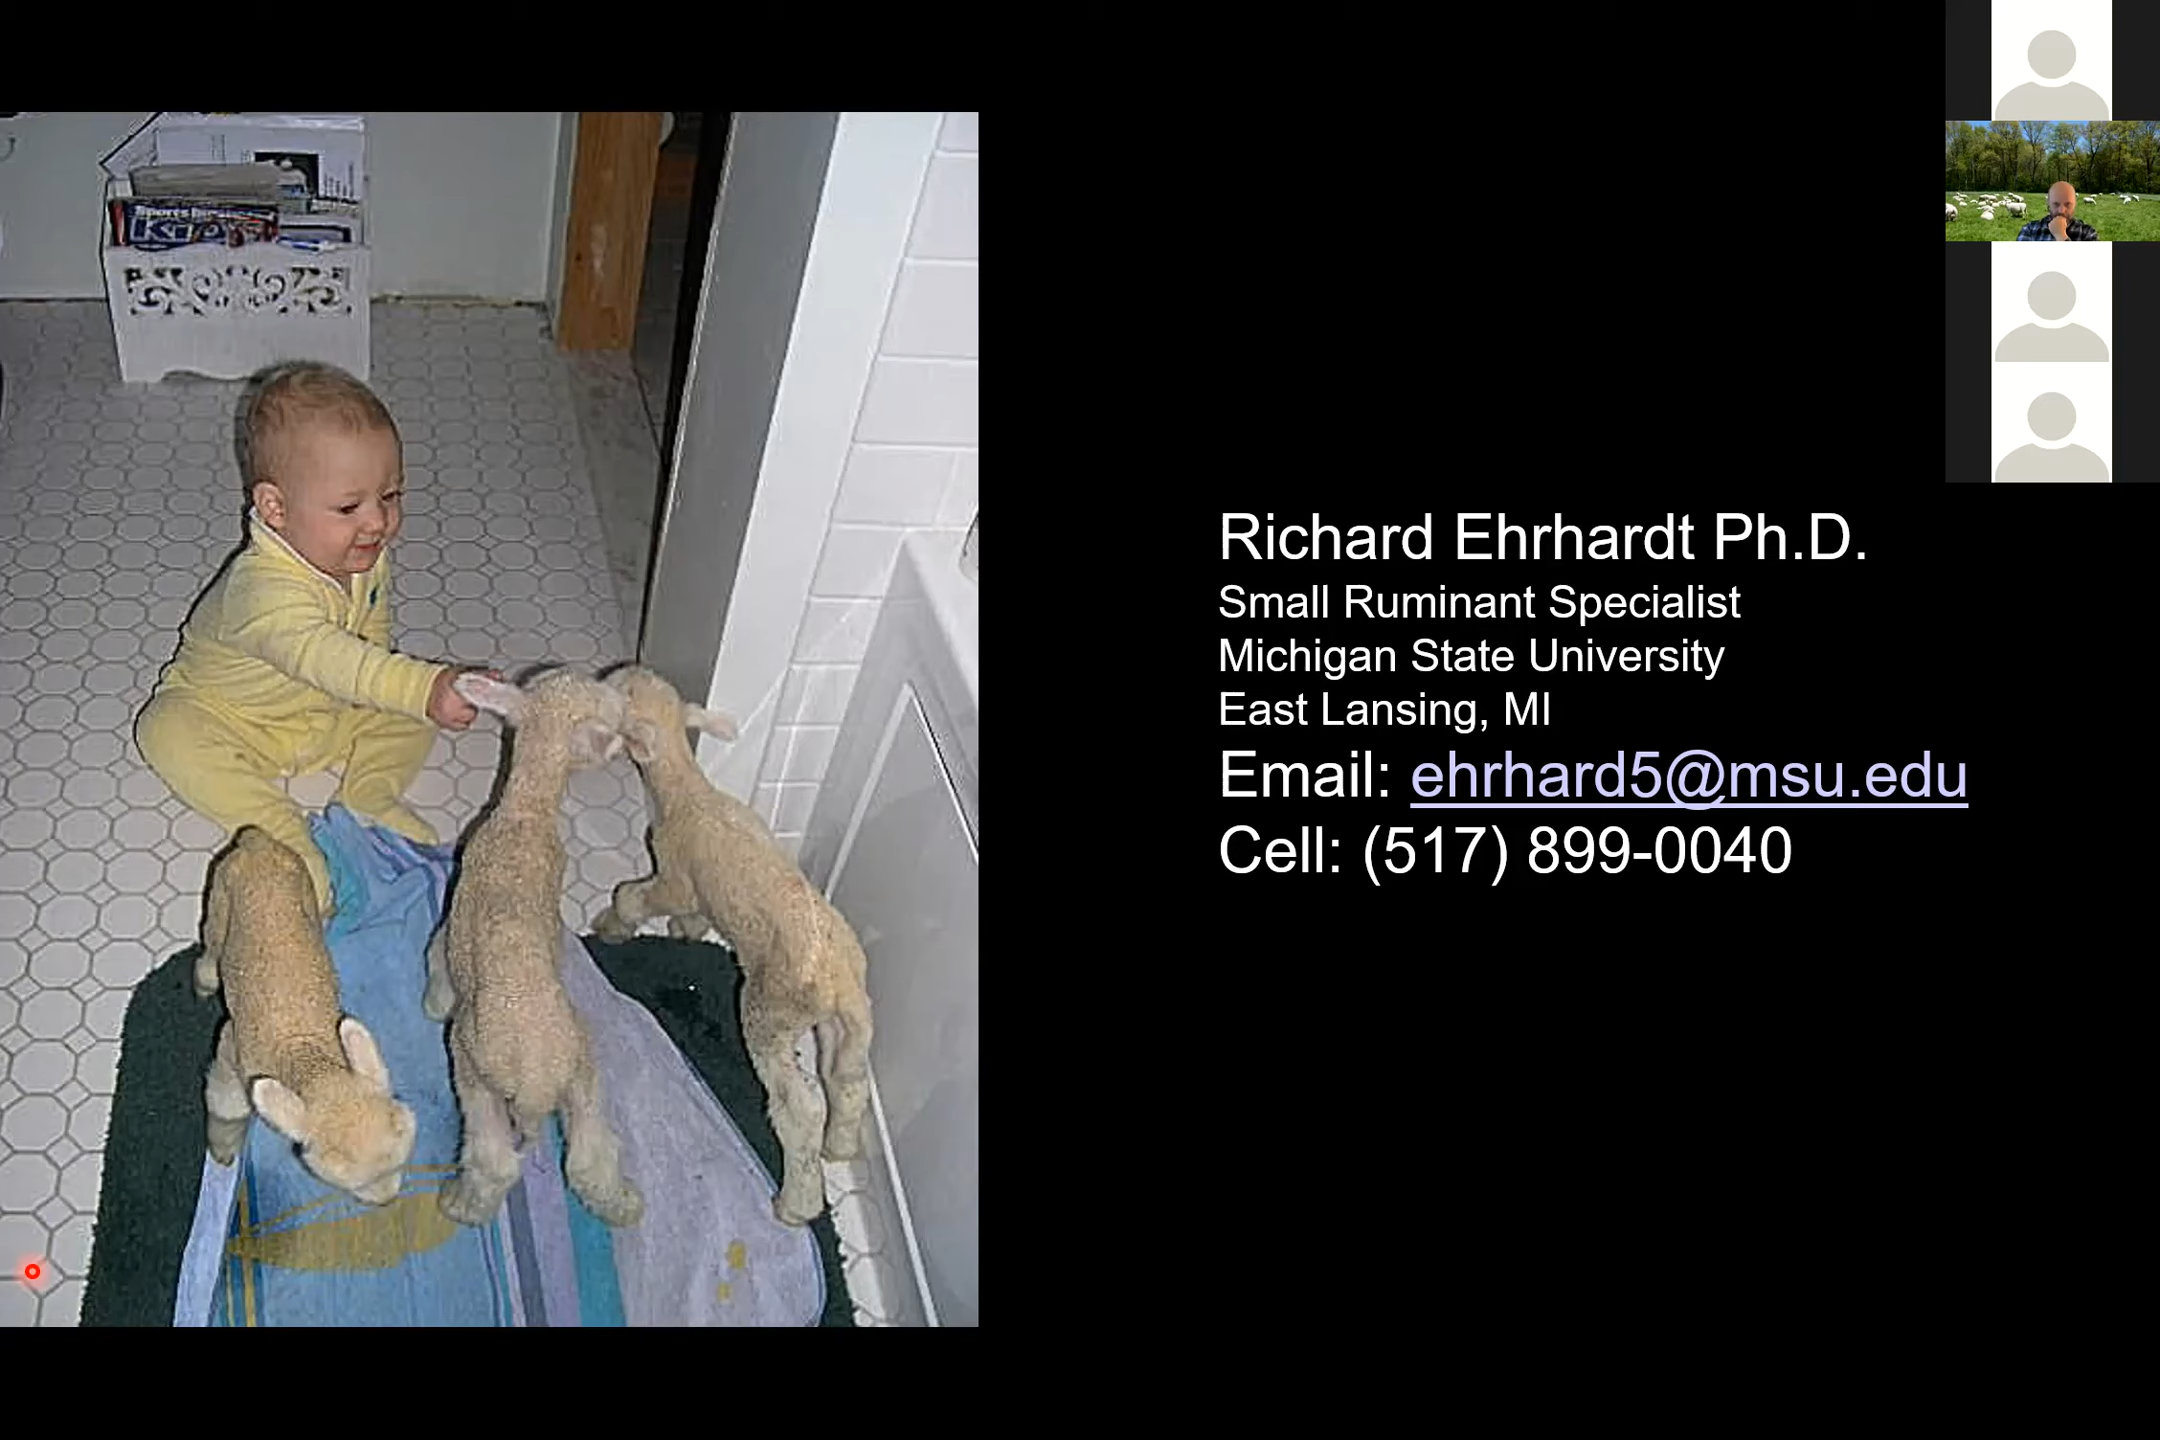 Richard Ehrhardt Ph.D.
Small Ruminant Specialist
Michigan State University
East Lansing, MI
Email: ehrhard5@msu.edu
Cell: (517) 899-0040